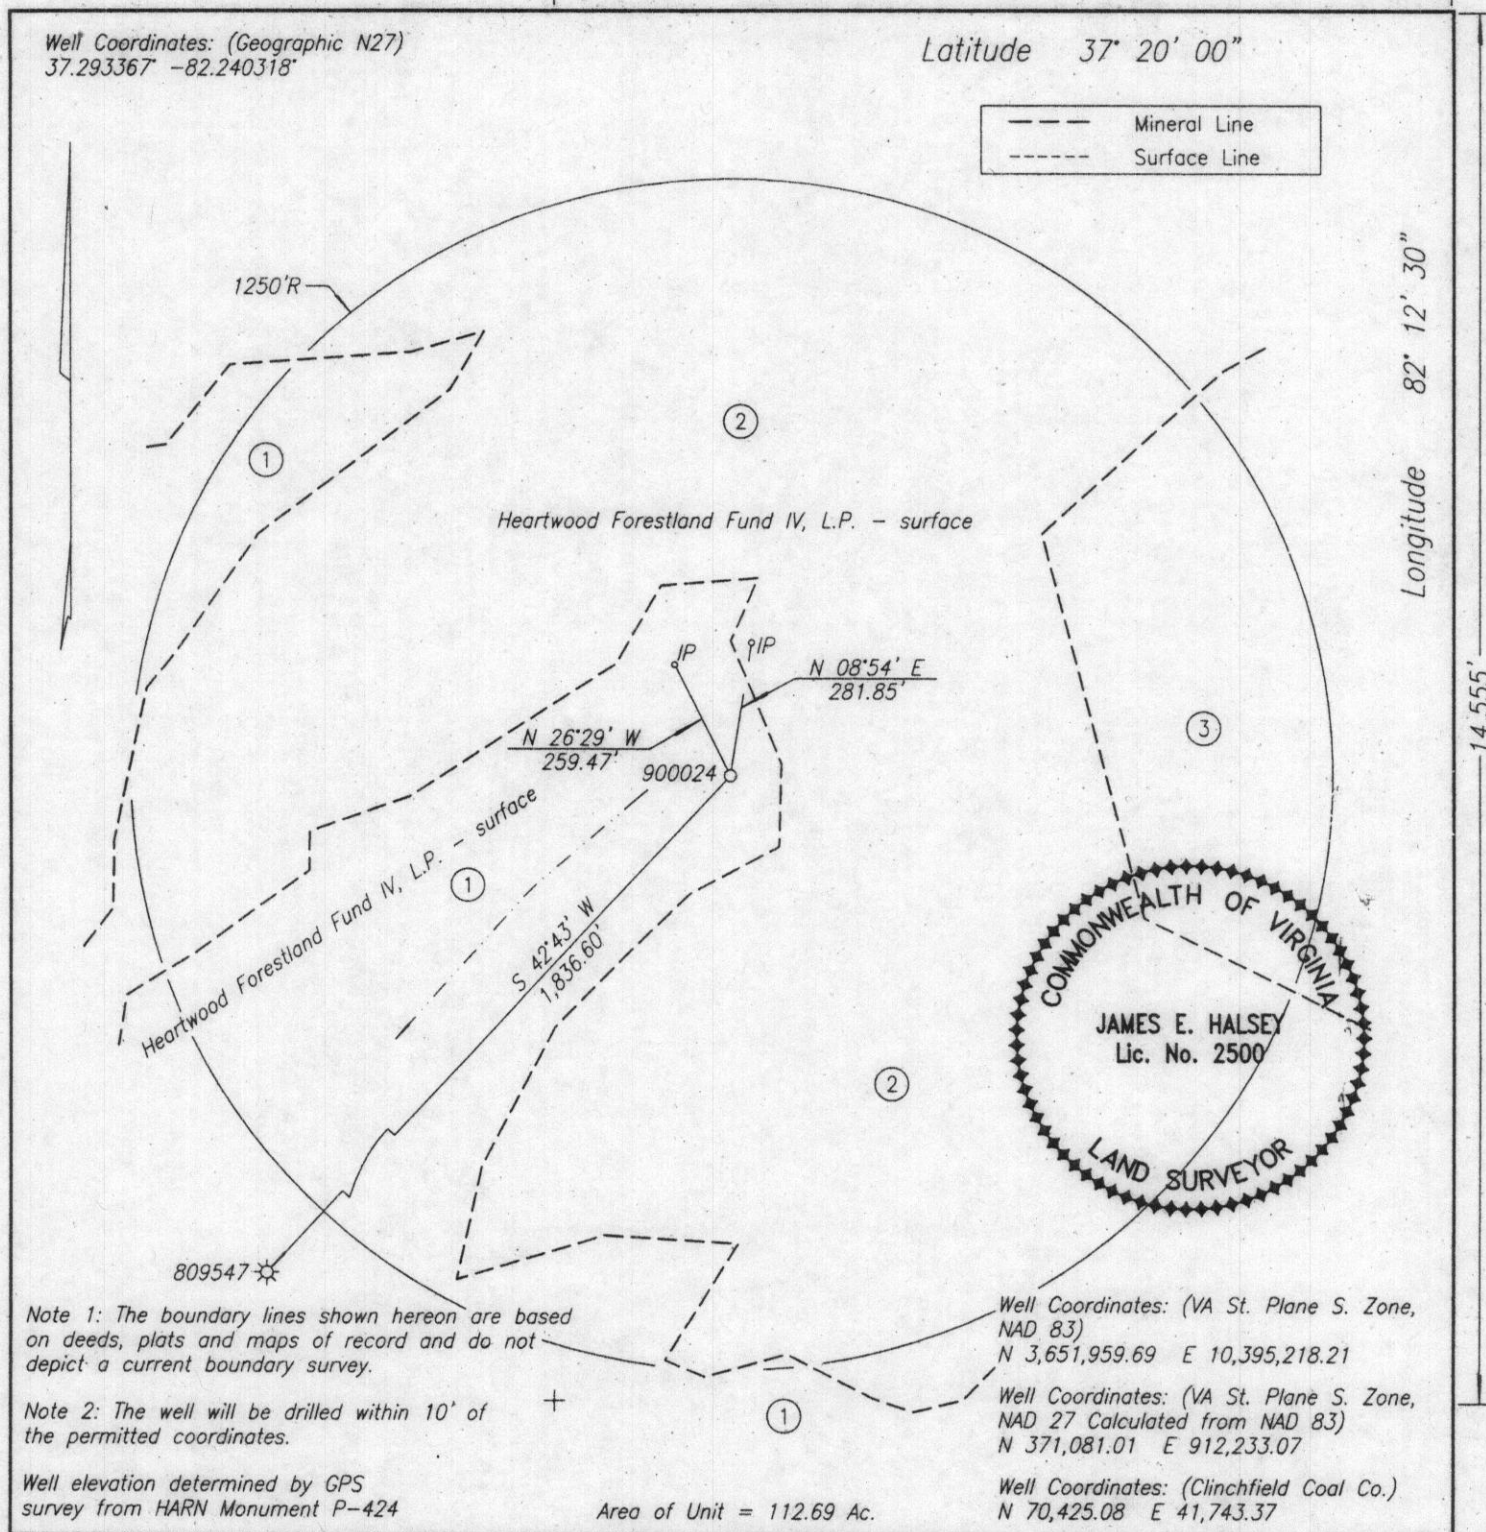 Well Coordinates: (Geographic N27)
37.293367° -82.240318°
Latitude 37° 20' 00"
Mineral Line
Surface Line
1250'R
82° 12' 30"
Longitude
14,555'
1
2
Heartwood Forestland Fund IV, L.P. - surface
IP
IP
N 08°54' E
281.85'
N 26°29' W
259.47'
900024
3
Heartwood Forestland Fund IV, L.P. - surface
1
S 42°43' W
1,836.60'
2
COMMONWEALTH OF VIRGINIA
JAMES E. HALSEY
Lic. No. 2500
LAND SURVEYOR
809547
Note 1: The boundary lines shown hereon are based
on deeds, plats and maps of record and do not
depict a current boundary survey.
Note 2: The well will be drilled within 10' of
the permitted coordinates.
Well elevation determined by GPS
survey from HARN Monument P-424
1
Area of Unit = 112.69 Ac.
Well Coordinates: (VA St. Plane S. Zone,
NAD 83)
N 3,651,959.69 E 10,395,218.21
Well Coordinates: (VA St. Plane S. Zone,
NAD 27 Calculated from NAD 83)
N 371,081.01 E 912,233.07
Well Coordinates: (Clinchfield Coal Co.)
N 70,425.08 E 41,743.37